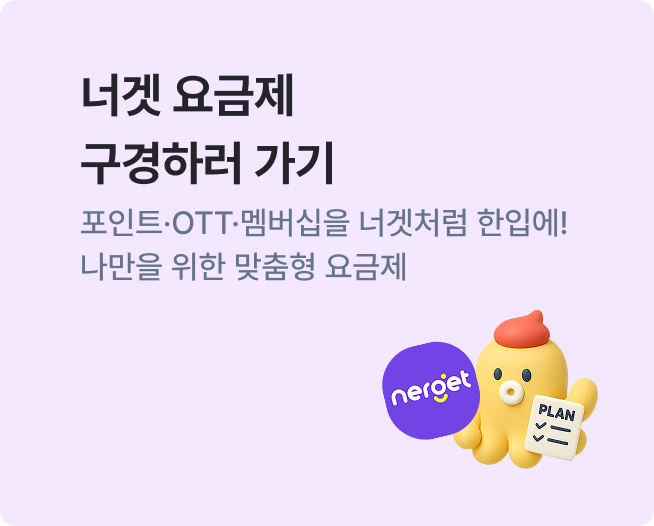 너겟 요금제
구경하러 가기
포인트·OTT·멤버십을 너겟처럼 한입에!
나만을 위한 맞춤형 요금제
nerget
PLAN